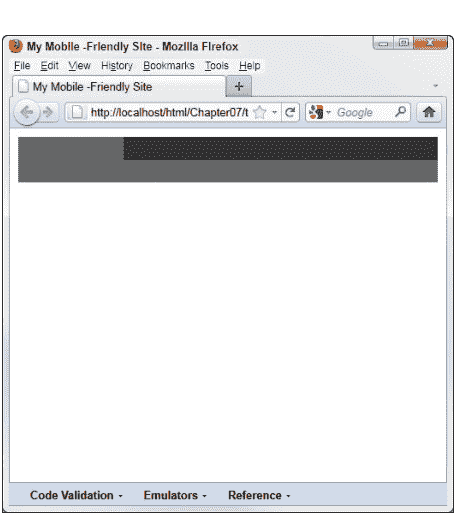 My Mobile -Friendly Site - Mozilla Firefox
File Edit View History Bookmarks Tools Help
My Mobile -Friendly Site
http://localhost/html/Chapter07/t
Google
Code Validation
Emulators
Reference